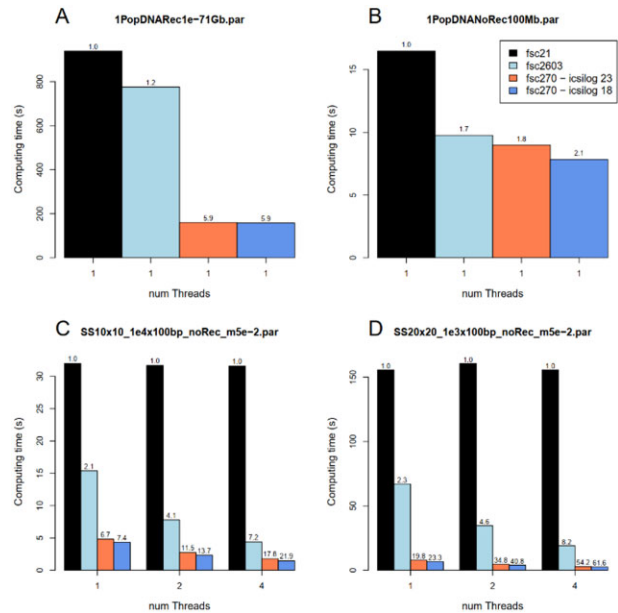 A
1PopDNARec1e−71Gb.par
Computing time (s)
0 200 400 600 800
1.0
1.2
5.9
5.9
1 1 1 1
num Threads
B
1PopDNANoRec100Mb.par
Computing time (s)
0 5 10 15
1.0
1.7
1.8
2.1
fsc21
fsc2603
fsc270 − icsilog 23
fsc270 − icsilog 18
1 1 1 1
num Threads
C
SS10x10_1e4x100bp_noRec_m5e−2.par
Computing time (s)
0 5 10 15 20 25 30
1.0 2.1 6.7 7.4
1.0 4.1 11.5 13.7
1.0 7.2 17.8 21.9
1 2 4
num Threads
D
SS20x20_1e3x100bp_noRec_m5e−2.par
Computing time (s)
0 50 100 150
1.0 2.3 19.8 23.3
1.0 4.6 34.8 40.8
1.0 8.2 54.2 61.6
1 2 4
num Threads